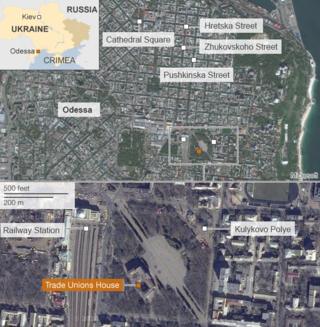 RUSSIA
Kiev
UKRAINE
Odessa
CRIMEA
Hretska Street
Cathedral Square
Zhukovskoho Street
Pushkinska Street
Odessa
Microsoft
500 feet
200 m
Railway Station
Kulykovo Polye
Trade Unions House